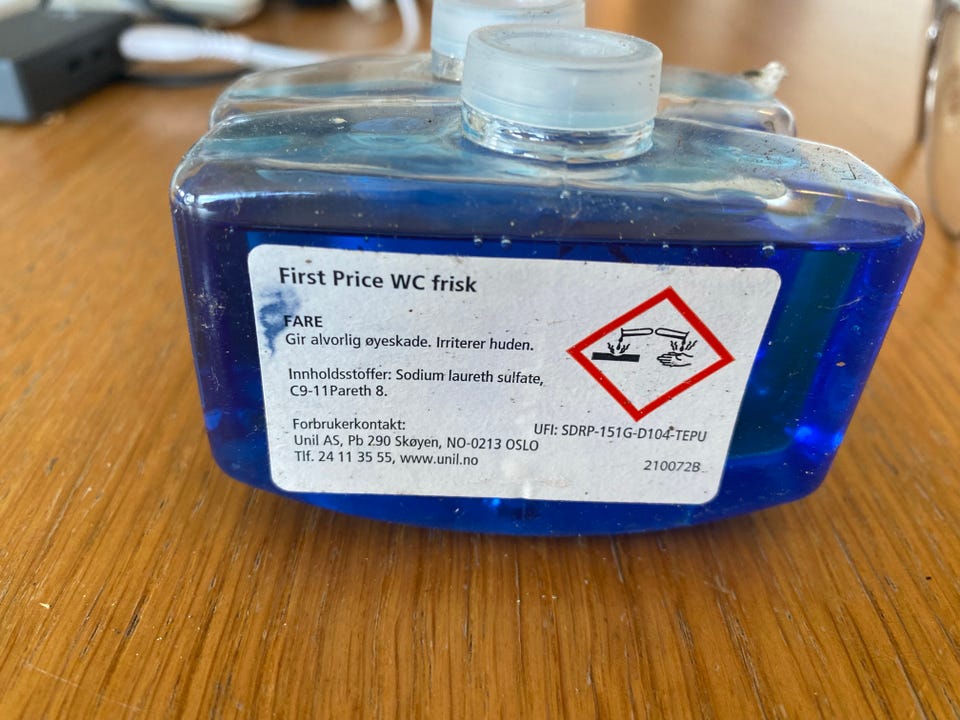 First Price WC frisk
FARE
Gir alvorlig øyeskade. Irriterer huden.
Innholdsstoffer: Sodium laureth sulfate,
C9-11Pareth 8.
Forbrukerkontakt:
Unil AS, Pb 290 Skøyen, NO-0213 OSLO
Tlf. 24 11 35 55, www.unil.no
UFI: SDRP-151G-D104-TEPU
210072B